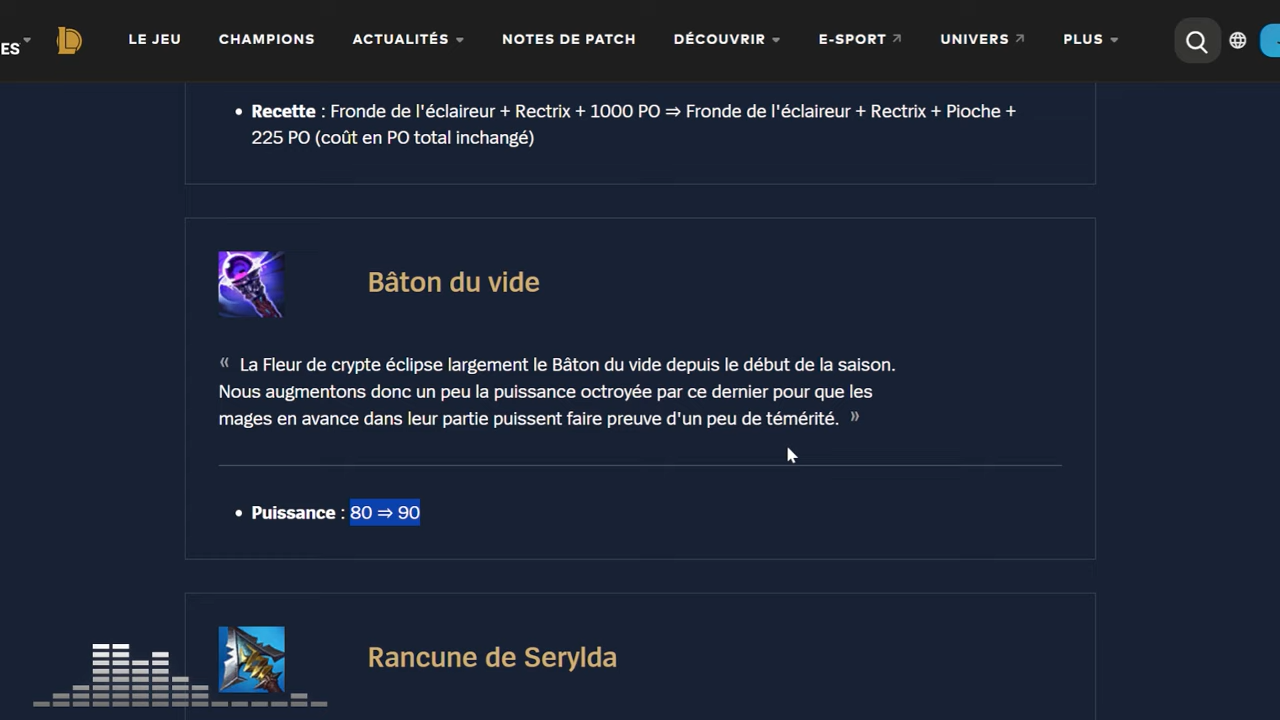 ES
LE JEU CHAMPIONS ACTUALITÉS NOTES DE PATCH DÉCOUVRIR E-SPORT UNIVERS PLUS
• Recette : Fronde de l'éclaireur + Rectrix + 1000 PO ⇒ Fronde de l'éclaireur + Rectrix + Pioche +
225 PO (coût en PO total inchangé)
Bâton du vide
« La Fleur de crypte éclipse largement le Bâton du vide depuis le début de la saison.
Nous augmentons donc un peu la puissance octroyée par ce dernier pour que les
mages en avance dans leur partie puissent faire preuve d'un peu de témérité. »
• Puissance : 80 ⇒ 90
Rancune de Serylda